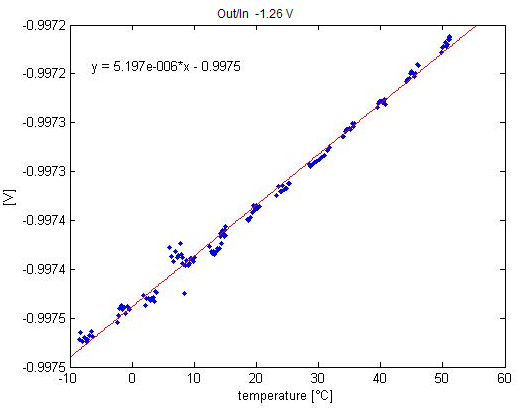 Out/In  -1.26 V
-0.9972
y = 5.197e-006*x - 0.9975
-0.9972
-0.9973
-0.9973
[V]
-0.9974
-0.9974
-0.9975
-0.9975
-10 0 10 20 30 40 50 60
temperature [°C]